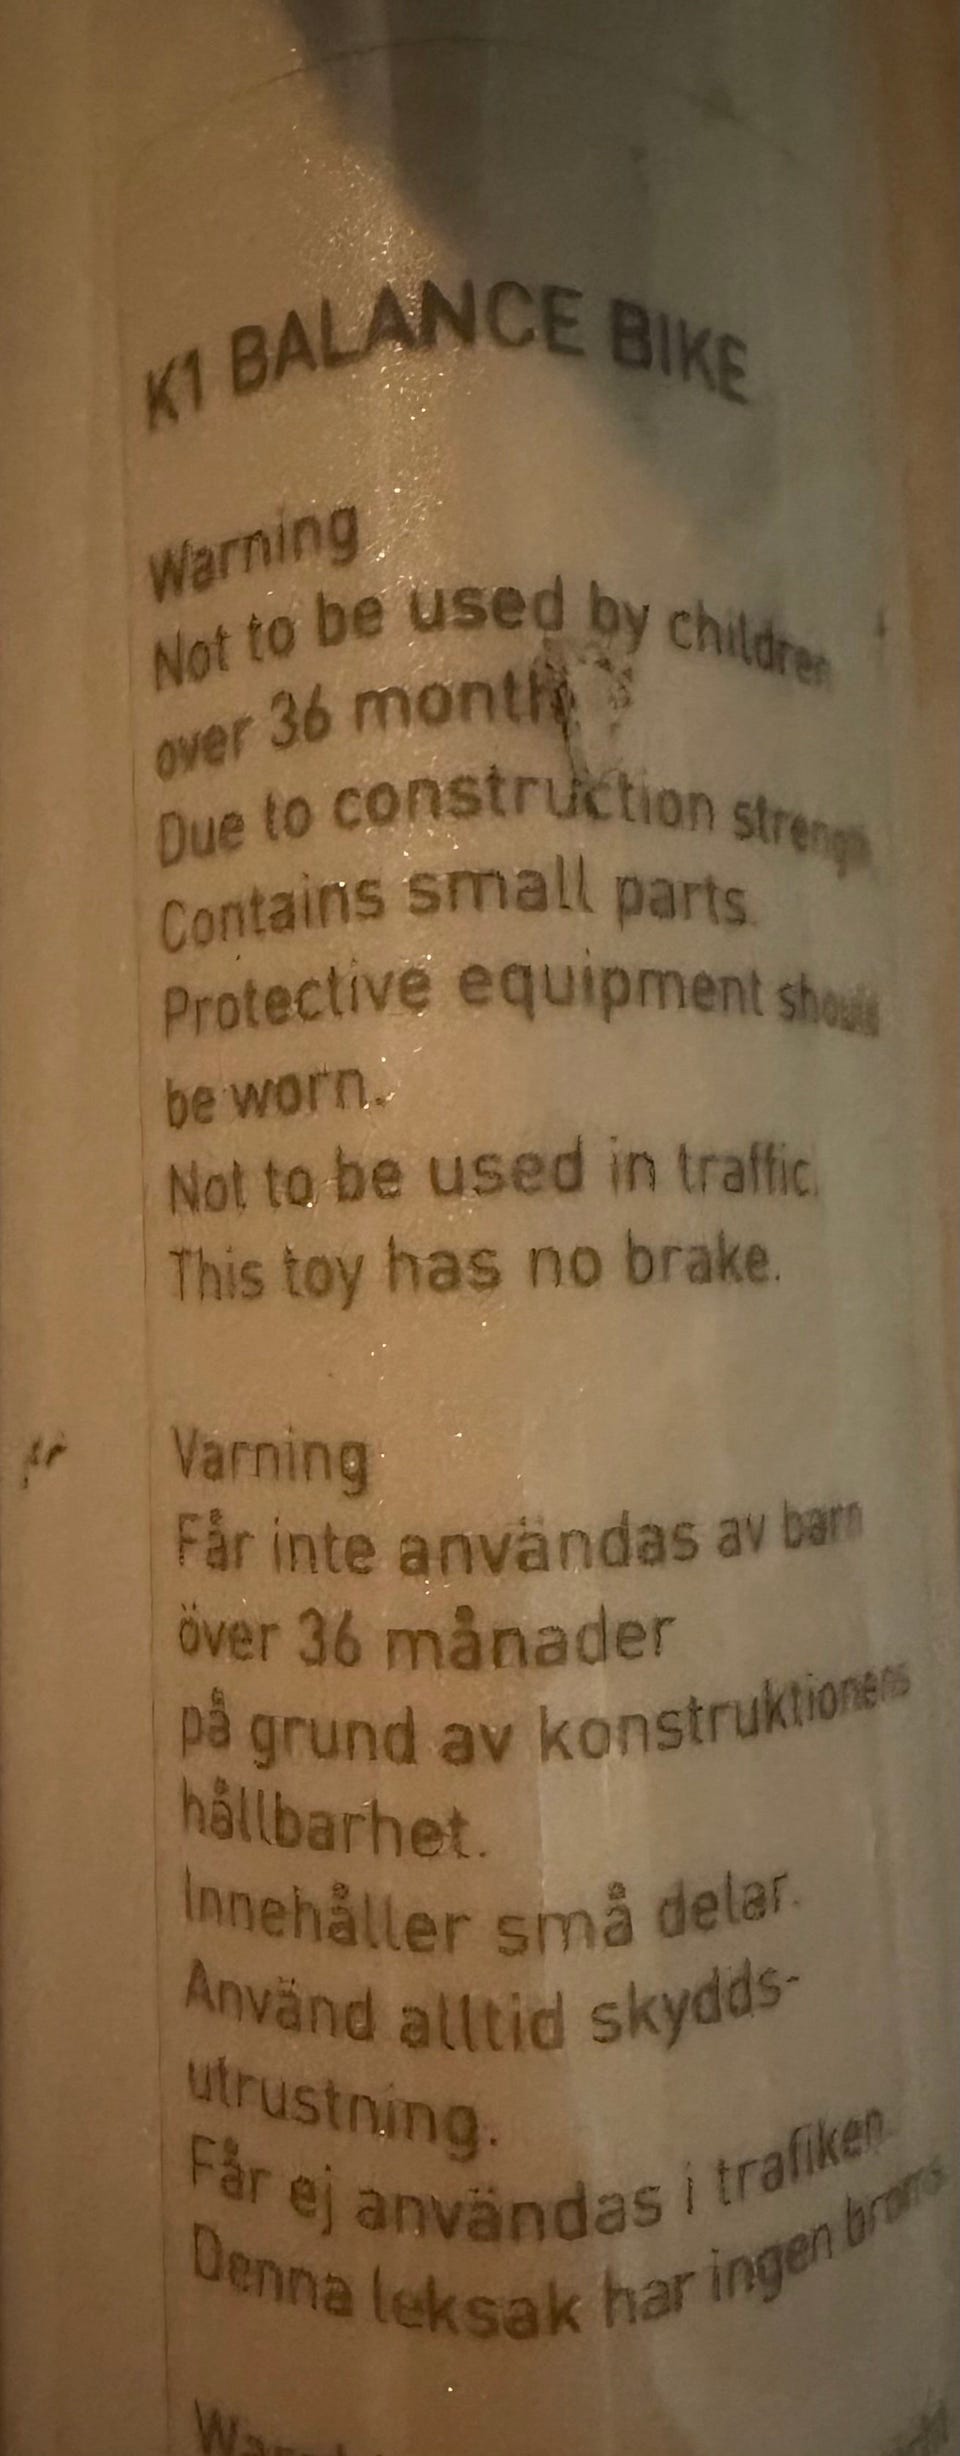 K1 BALANCE BIKE
Warning
Not to be used by children
over 36 month
Due to construction
Contains small parts.
Protective equipment should
be worn.
Not to be used in traffic.
This toy has no brake.
Varning
Får inte användas av barn
över 36 månader
på grund av konstruktionens
hållbarhet.
Innehåller små delar.
Använd alltid skydds-
utrustning.
Får ej användas i trafiken
Denna leksak har ingen